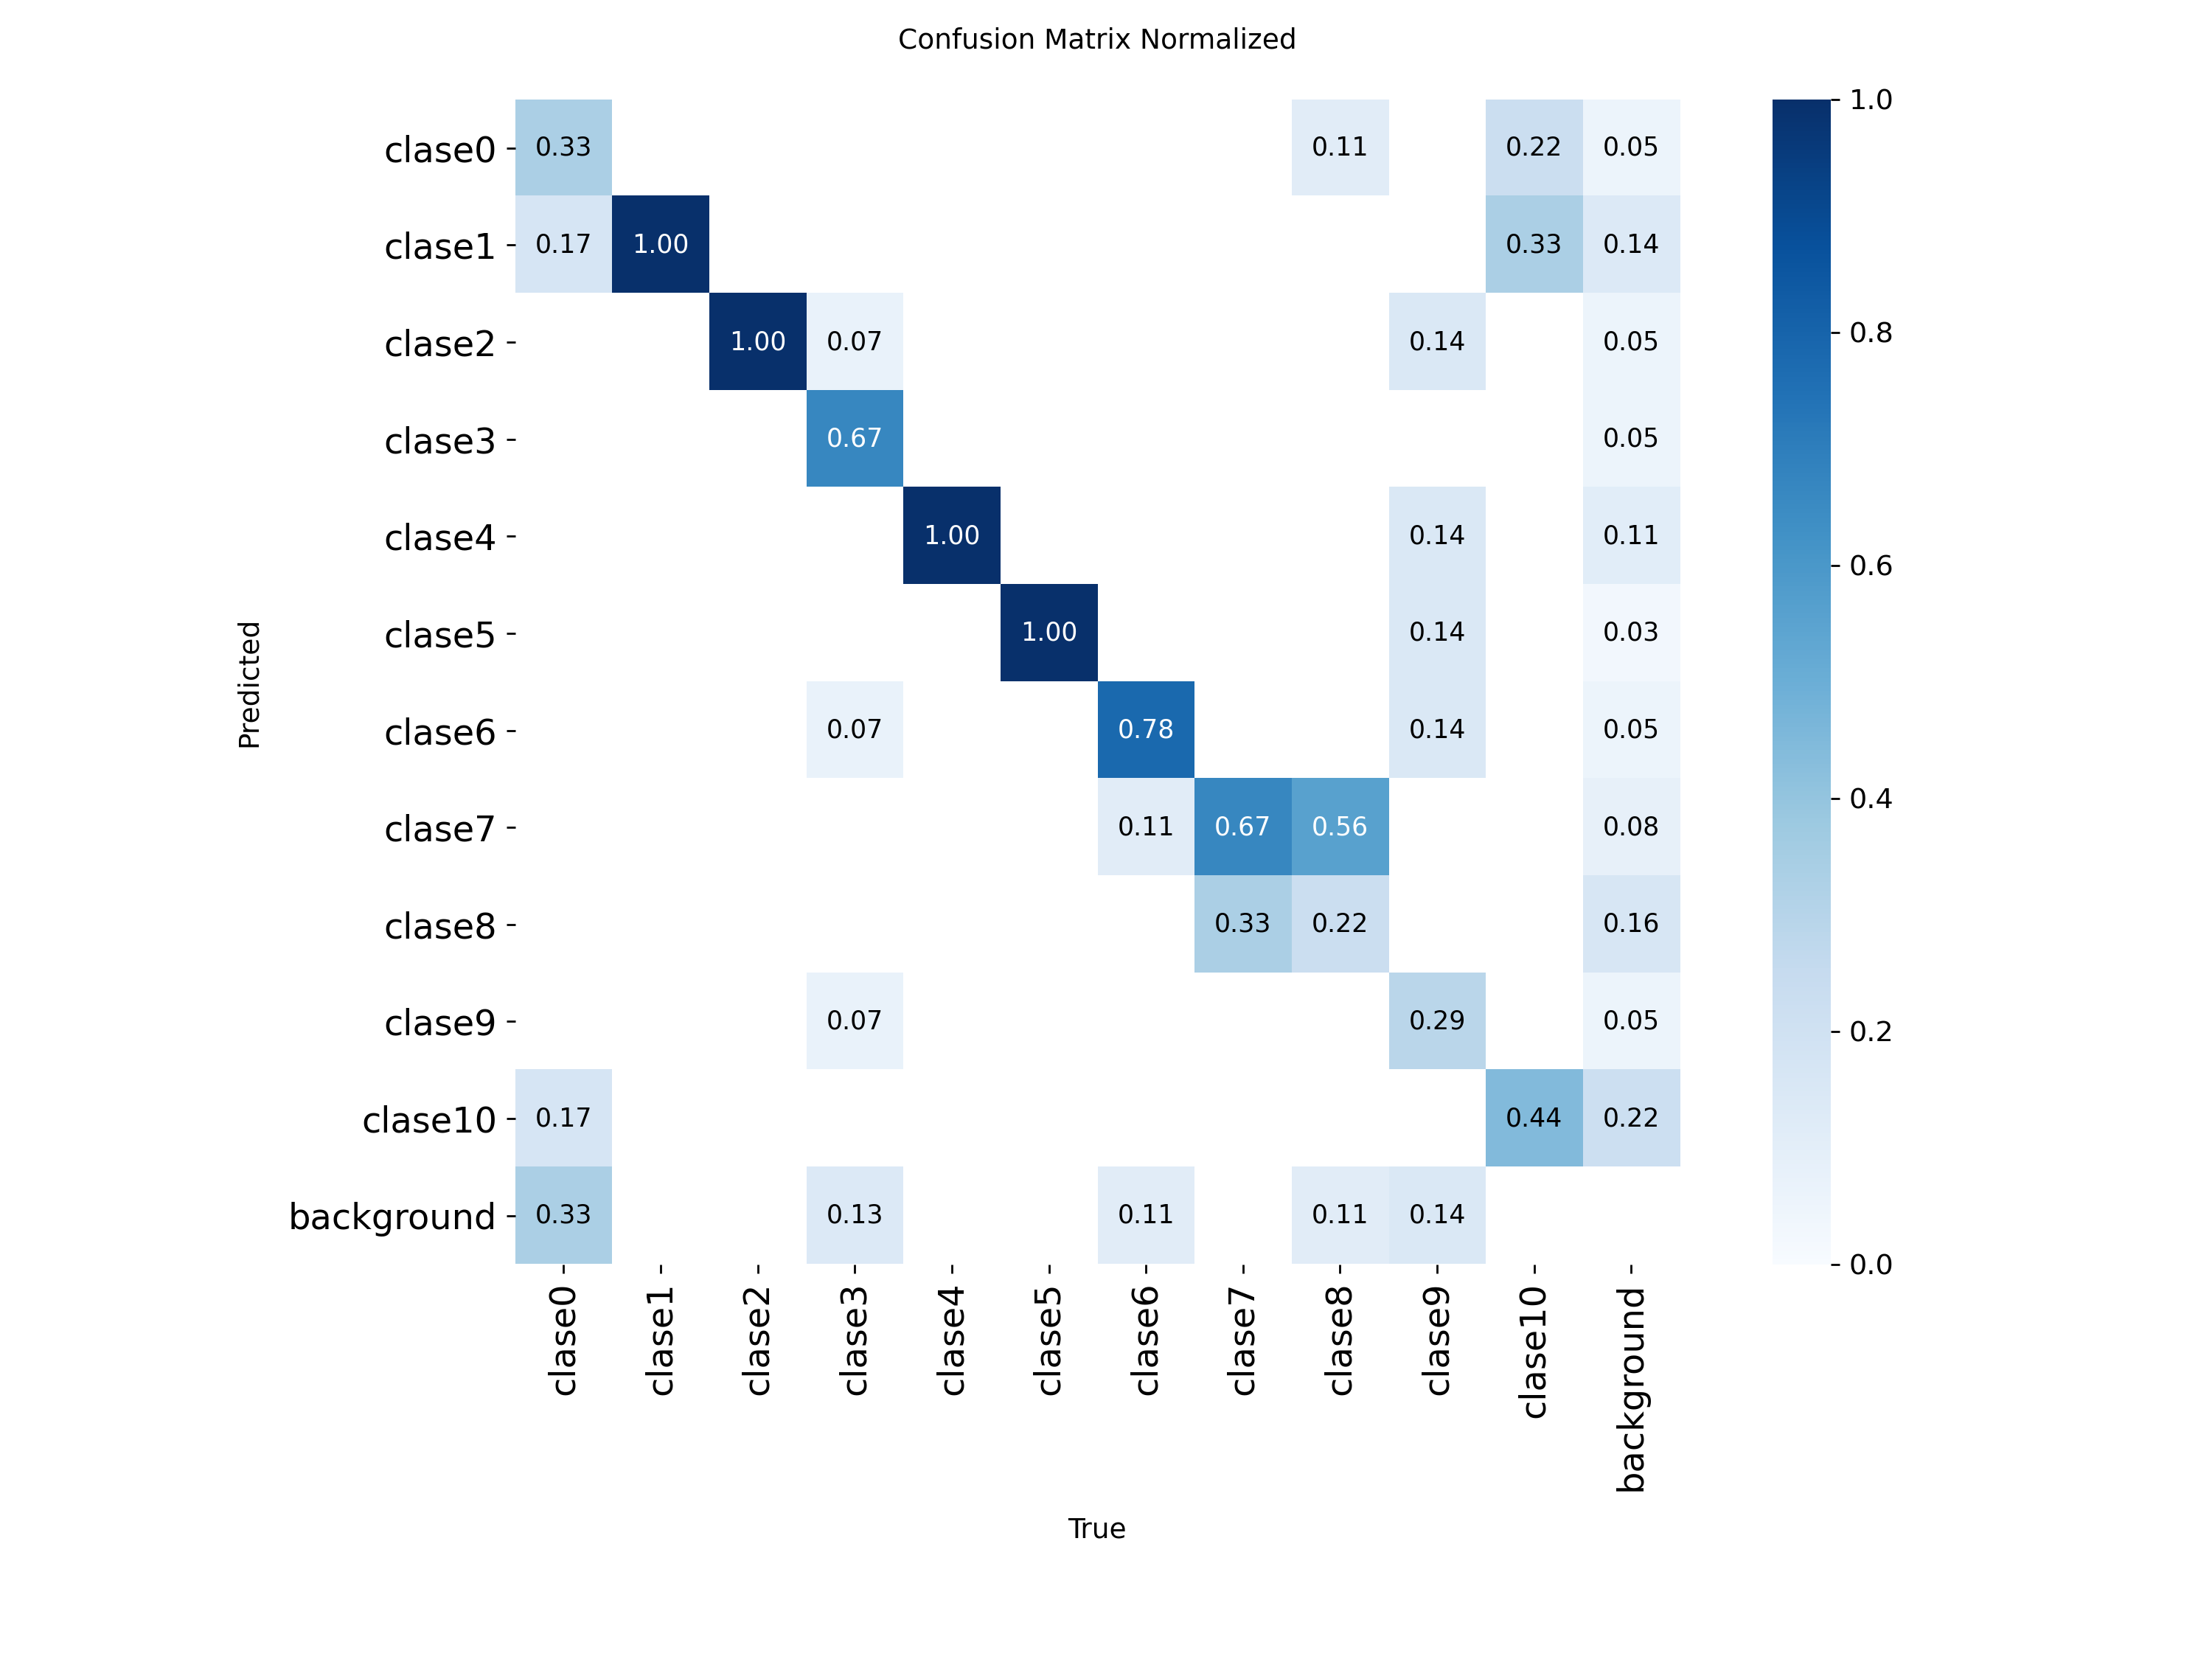 Confusion Matrix Normalized
clase0 0.33 0.11 0.22 0.05
clase1 0.17 1.00 0.33 0.14
clase2 1.00 0.07 0.14 0.05
clase3 0.67 0.05
clase4 1.00 0.14 0.11
clase5 1.00 0.14 0.03
clase6 0.07 0.78 0.14 0.05
clase7 0.11 0.67 0.56 0.08
clase8 0.33 0.22 0.16
clase9 0.07 0.29 0.05
clase10 0.17 0.44 0.22
background 0.33 0.13 0.11 0.11 0.14
clase0 clase1 clase2 clase3 clase4 clase5 clase6 clase7 clase8 clase9 clase10 background
True
Predicted
1.0
0.8
0.6
0.4
0.2
0.0